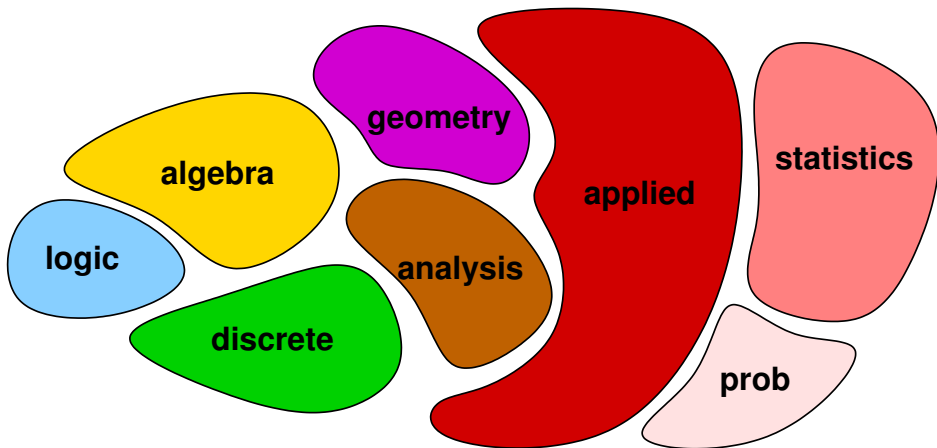 geometry
statistics
algebra
applied
logic
analysis
discrete
prob